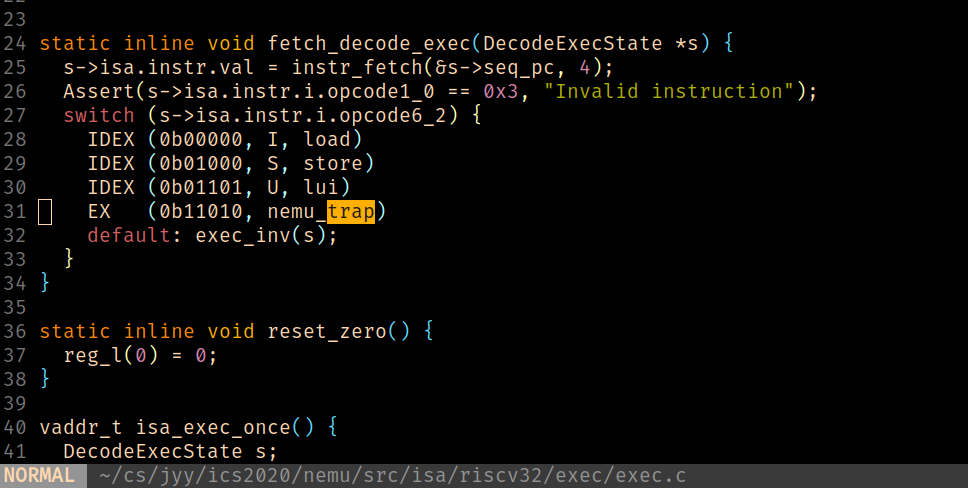 23
24 static inline void fetch_decode_exec(DecodeExecState *s) {
25   s->isa.instr.val = instr_fetch(&s->seq_pc, 4);
26   Assert(s->isa.instr.i.opcode1_0 == 0x3, "Invalid instruction");
27   switch (s->isa.instr.i.opcode6_2) {
28     IDEX (0b00000, I, load)
29     IDEX (0b01000, S, store)
30     IDEX (0b01101, U, lui)
31     EX   (0b11010, nemu_trap)
32     default: exec_inv(s);
33   }
34 }
35
36 static inline void reset_zero() {
37   reg_l(0) = 0;
38 }
39
40 vaddr_t isa_exec_once() {
41   DecodeExecState s;
NORMAL ~/cs/jyy/ics2020/nemu/src/isa/riscv32/exec/exec.c